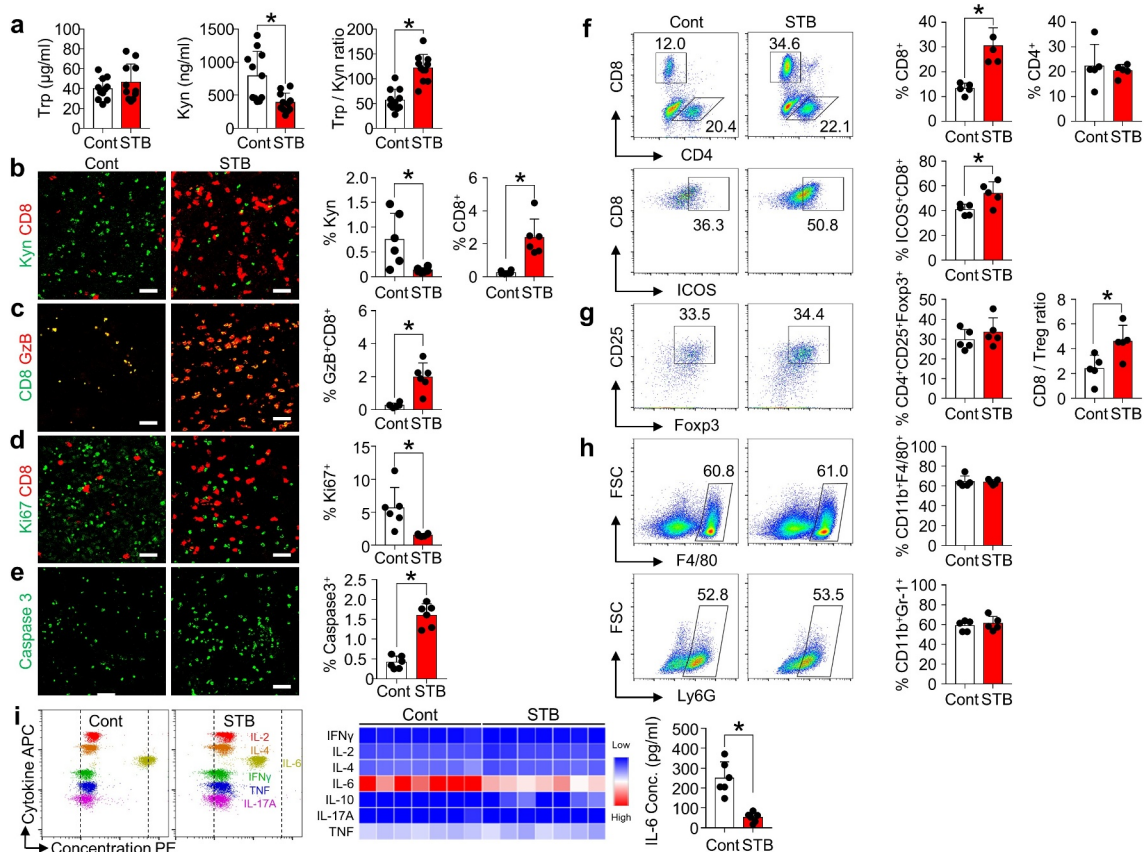 a
Trp (µg/ml)
100
80
60
40
20
0
Cont STB
Kyn (ng/ml)
1500
1000
500
0
*
Cont STB
Trp / Kyn ratio
200
150
100
50
0
*
Cont STB
b
Cont
STB
Kyn CD8
% Kyn
2.0
1.5
1.0
0.5
0.0
*
Cont STB
% CD8+
6
4
2
0
*
Cont STB
c
CD8 GzB
% GzB+CD8+
6
4
2
0
*
Cont STB
d
Ki67 CD8
% Ki67+
15
10
5
0
*
Cont STB
e
Caspase 3
% Caspase3+
2.5
2.0
1.5
1.0
0.5
0
*
Cont STB
f
Cont
STB
12.0
34.6
CD8
20.4
22.1
CD4
% CD8+
50
40
30
20
10
0
*
Cont STB
% CD4+
50
40
30
20
10
0
Cont STB
CD8
36.3
50.8
ICOS
% ICOS+CD8+
80
60
40
20
0
*
Cont STB
g
33.5
34.4
CD25
Foxp3
% CD4+CD25+Foxp3+
50
40
30
20
10
0
Cont STB
CD8 / Treg ratio
8
6
4
2
0
*
Cont STB
h
FSC
60.8
61.0
F4/80
% CD11b+F4/80+
100
80
60
40
20
0
Cont STB
FSC
52.8
53.5
Ly6G
% CD11b+Gr-1+
100
80
60
40
20
0
Cont STB
i
Cytokine APC
Cont
STB
IL-2
IL-4
IL-6
IFNγ
TNF
IL-17A
Concentration PE
Cont
STB
IFNγ
IL-2
IL-4
IL-6
IL-10
IL-17A
TNF
Low
High
IL-6 Conc. (pg/ml)
500
400
300
200
100
0
*
Cont STB